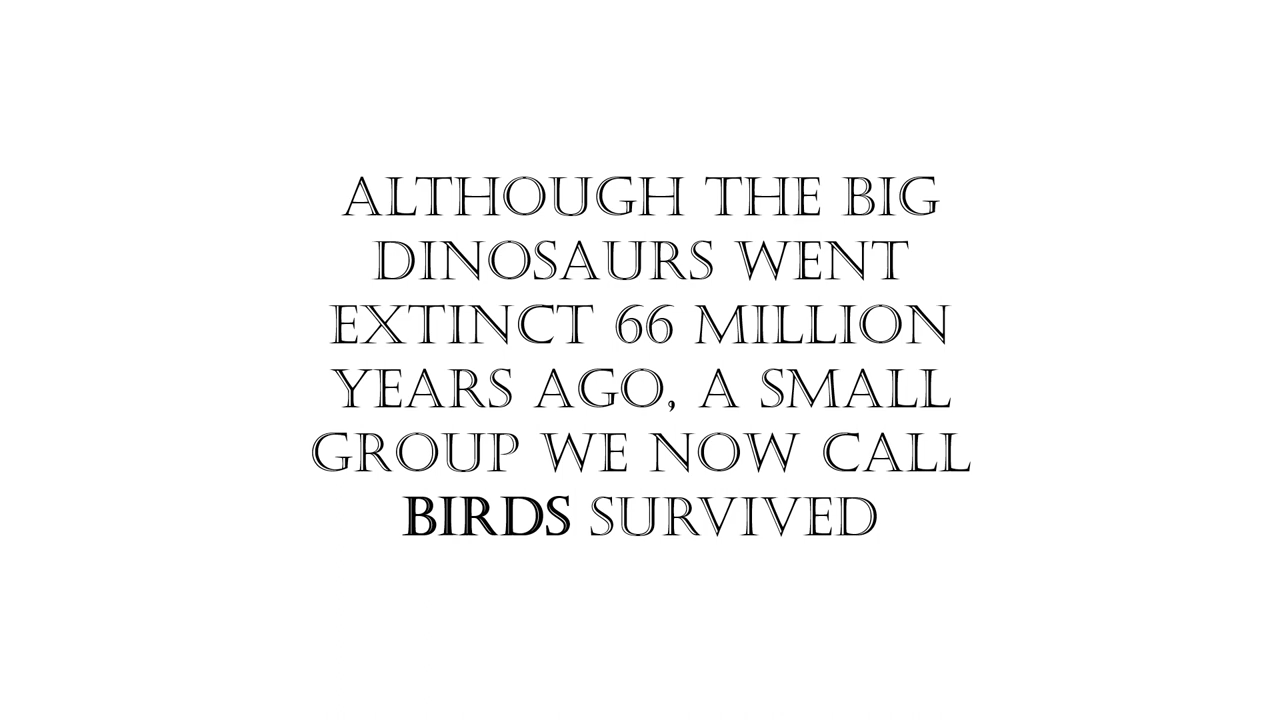 ALTHOUGH THE BIG
DINOSAURS WENT
EXTINCT 66 MILLION
YEARS AGO, A SMALL
GROUP WE NOW CALL
BIRDS SURVIVED